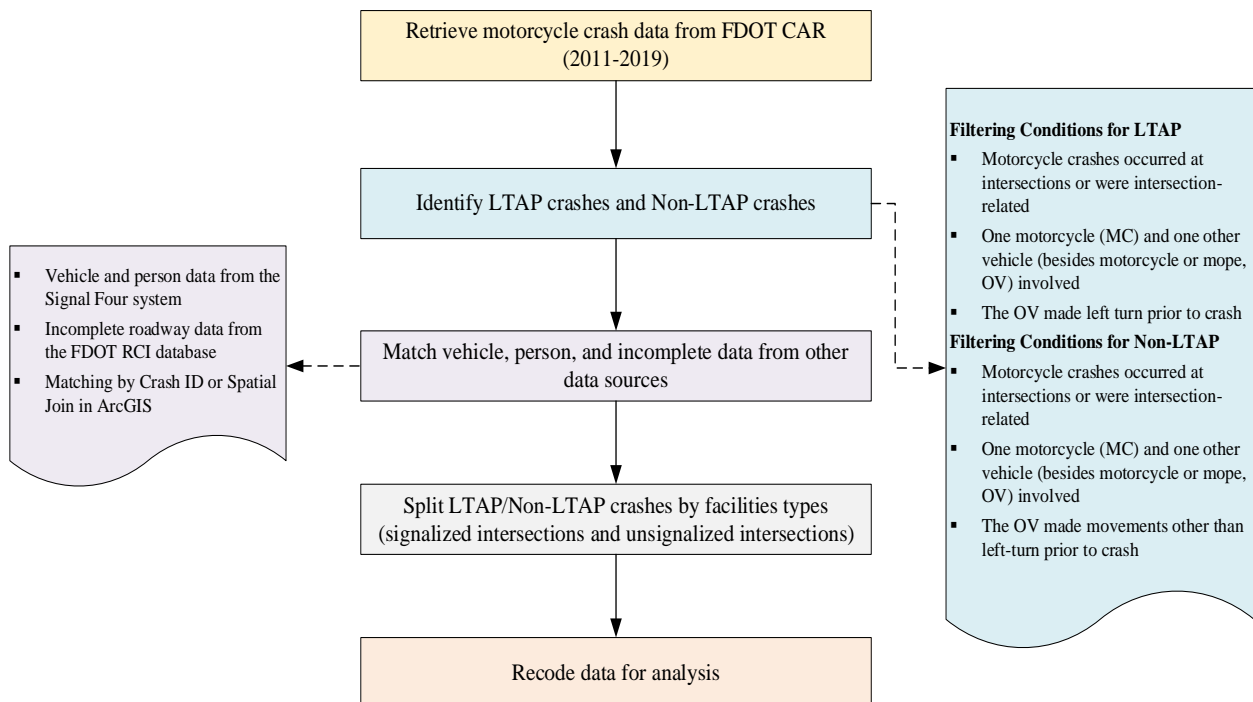 Retrieve motorcycle crash data from FDOT CAR
(2011-2019)
Identify LTAP crashes and Non-LTAP crashes
Filtering Conditions for LTAP
▪ Motorcycle crashes occurred at
intersections or were intersection-
related
▪ One motorcycle (MC) and one other
vehicle (besides motorcycle or mope,
OV) involved
▪ The OV made left turn prior to crash
Filtering Conditions for Non-LTAP
▪ Motorcycle crashes occurred at
intersections or were intersection-
related
▪ One motorcycle (MC) and one other
vehicle (besides motorcycle or mope,
OV) involved
▪ The OV made movements other than
left-turn prior to crash
Match vehicle, person, and incomplete data from other
data sources
▪ Vehicle and person data from the
Signal Four system
▪ Incomplete roadway data from
the FDOT RCI database
▪ Matching by Crash ID or Spatial
Join in ArcGIS
Split LTAP/Non-LTAP crashes by facilities types
(signalized intersections and unsignalized intersections)
Recode data for analysis